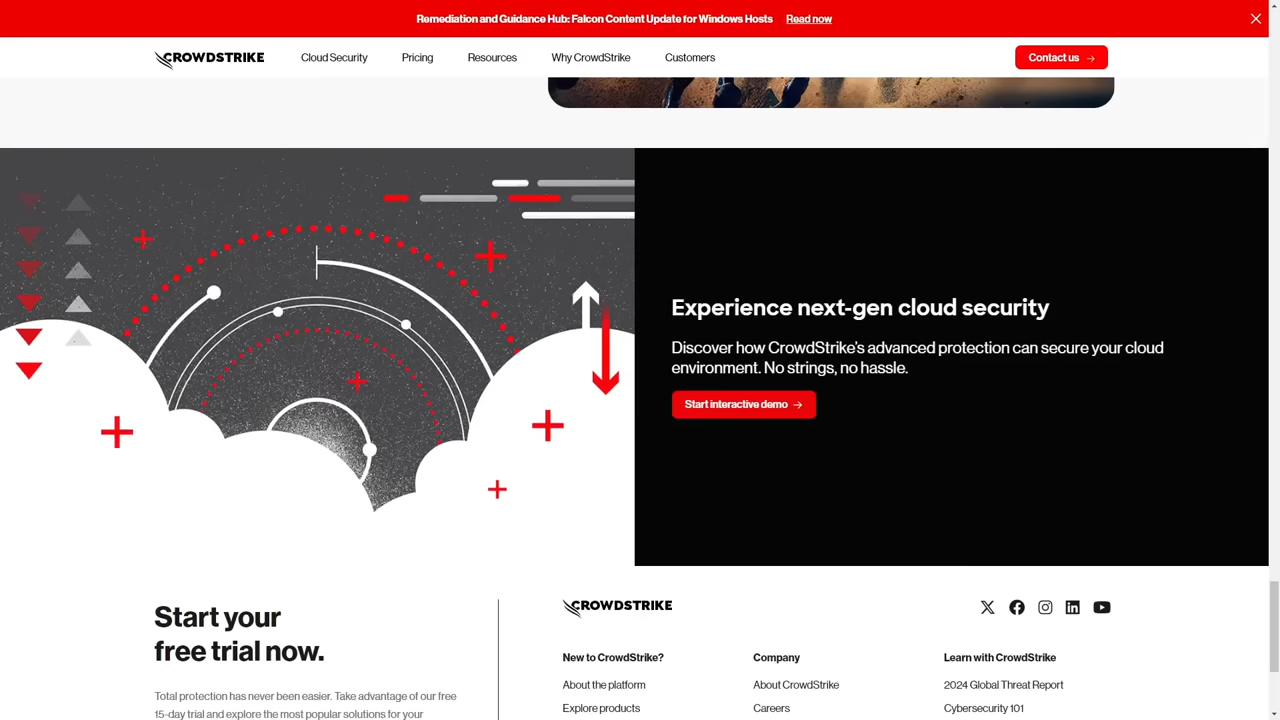 Remediation and Guidance Hub: Falcon Content Update for Windows Hosts Read now
CROWDSTRIKE Cloud Security Pricing Resources Why CrowdStrike Customers Contact us
Experience next-gen cloud security
Discover how CrowdStrike's advanced protection can secure your cloud
environment. No strings, no hassle.
Start interactive demo
Start your
free trial now.
Total protection has never been easier. Take advantage of our free
15-day trial and explore the most popular solutions for your
CROWDSTRIKE
New to CrowdStrike?
About the platform
Explore products
Company
About CrowdStrike
Careers
Learn with CrowdStrike
2024 Global Threat Report
Cybersecurity 101